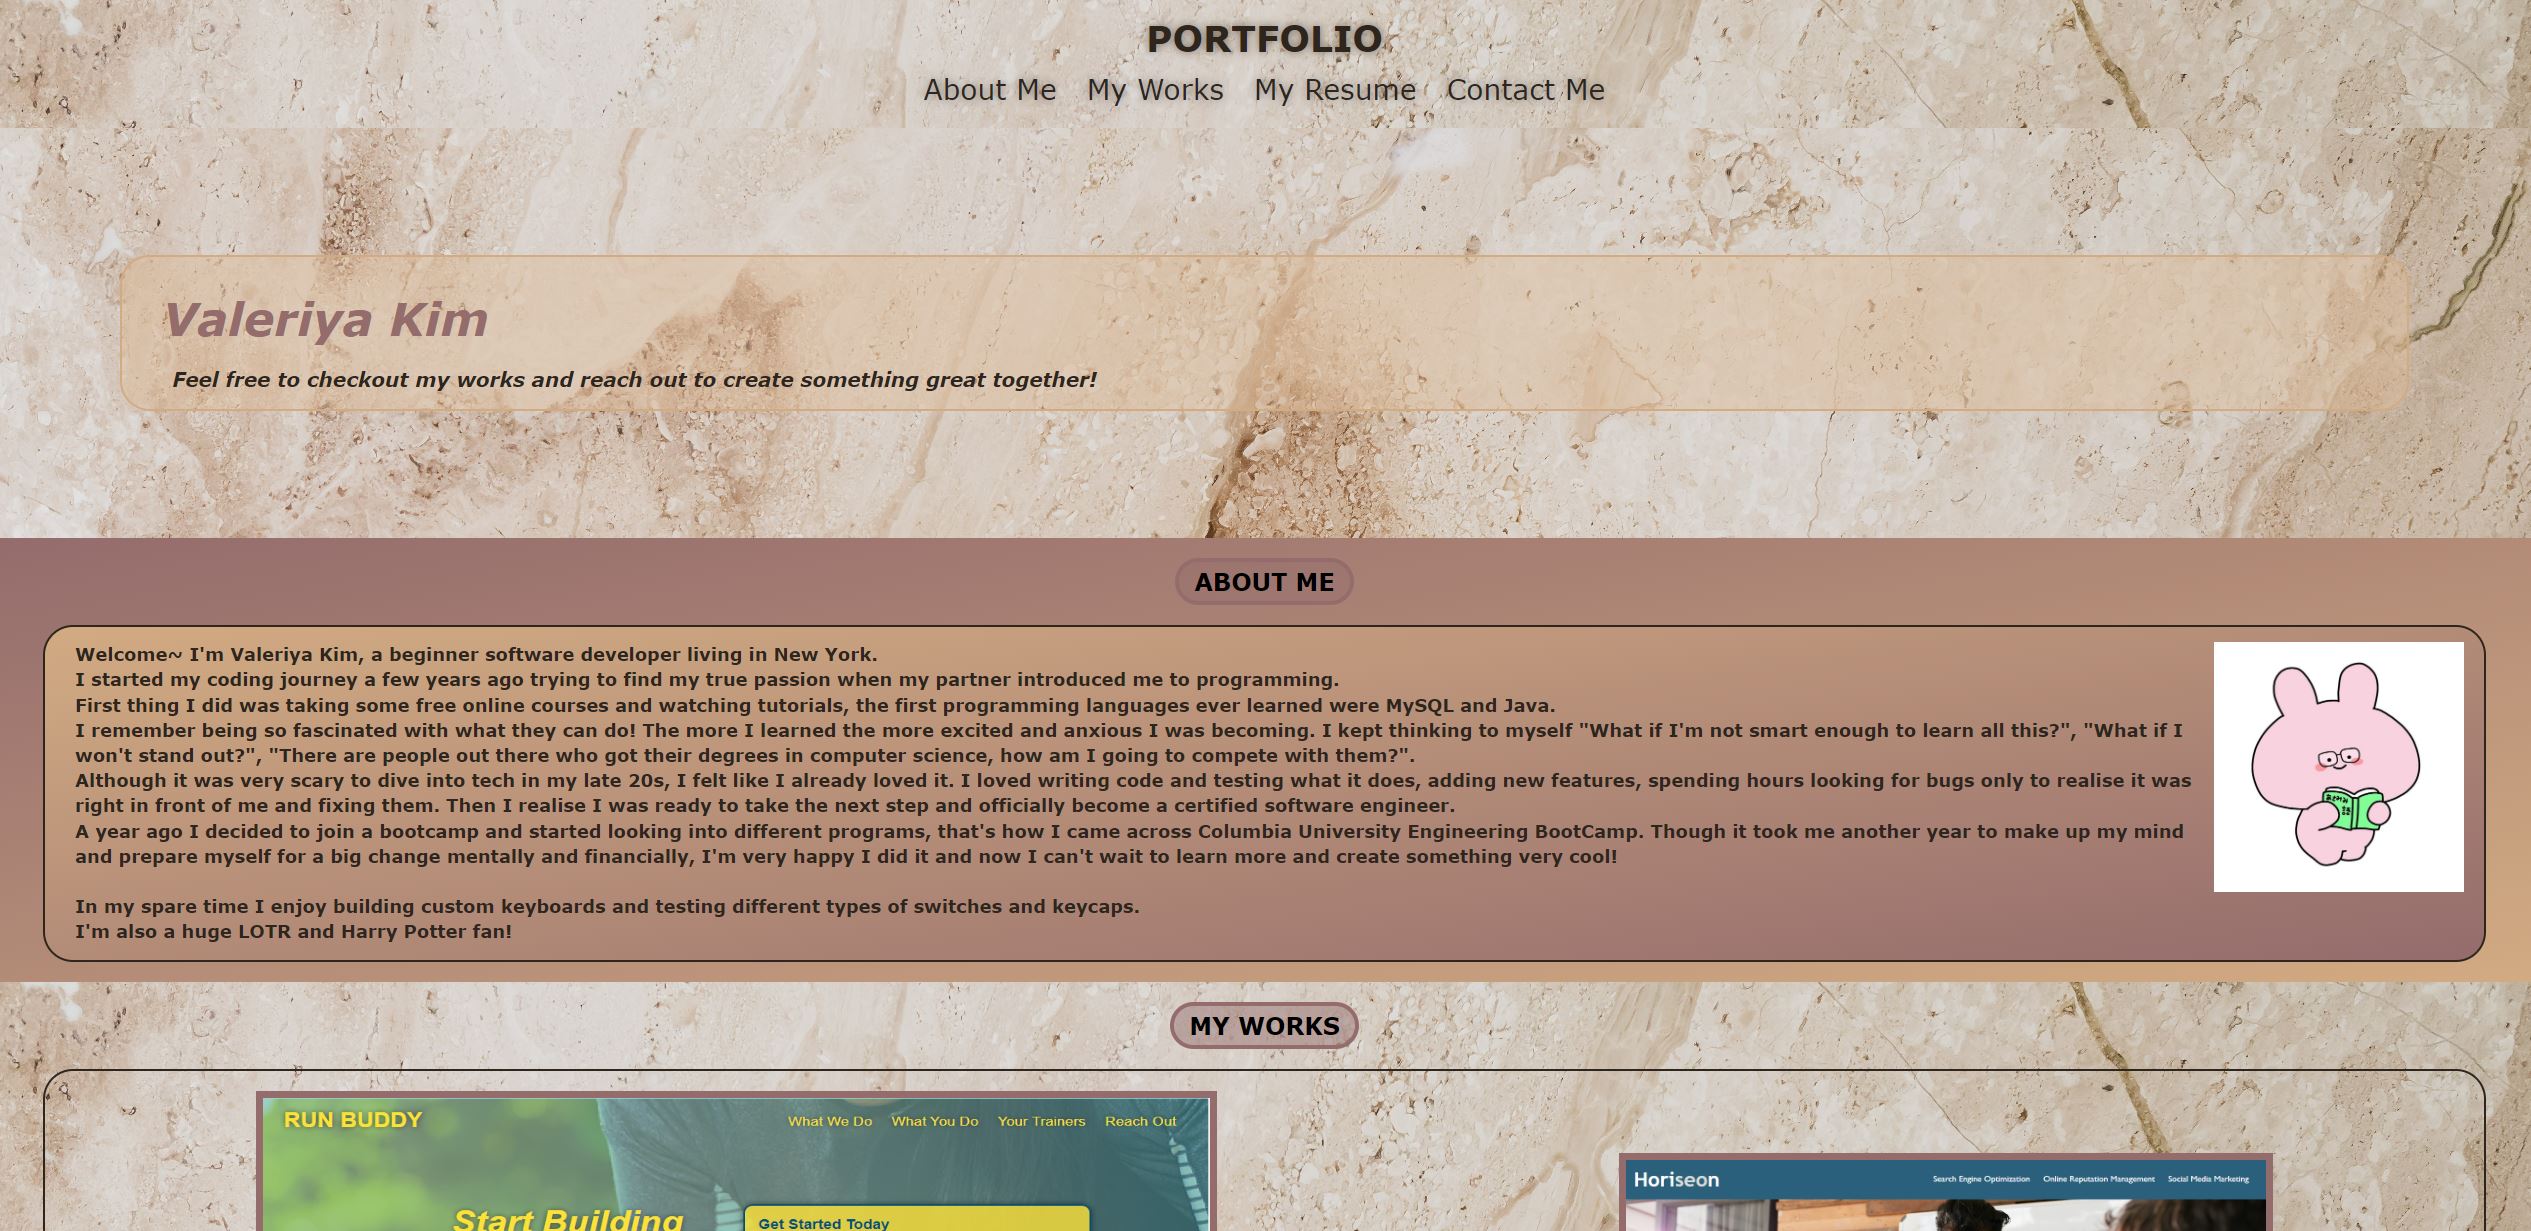 PORTFOLIO
About Me My Works My Resume Contact Me
Valeriya Kim
Feel free to checkout my works and reach out to create something great together!
ABOUT ME
Welcome~ I'm Valeriya Kim, a beginner software developer living in New York.
I started my coding journey a few years ago trying to find my true passion when my partner introduced me to programming.
First thing I did was taking some free online courses and watching tutorials, the first programming languages ever learned were MySQL and Java.
I remember being so fascinated with what they can do! The more I learned the more excited and anxious I was becoming. I kept thinking to myself "What if I'm not smart enough to learn all this?", "What if I
won't stand out?", "There are people out there who got their degrees in computer science, how am I going to compete with them?".
Although it was very scary to dive into tech in my late 20s, I felt like I already loved it. I loved writing code and testing what it does, adding new features, spending hours looking for bugs only to realise it was
right in front of me and fixing them. Then I realise I was ready to take the next step and officially become a certified software engineer.
A year ago I decided to join a bootcamp and started looking into different programs, that's how I came across Columbia University Engineering BootCamp. Though it took me another year to make up my mind
and prepare myself for a big change mentally and financially, I'm very happy I did it and now I can't wait to learn more and create something very cool!
In my spare time I enjoy building custom keyboards and testing different types of switches and keycaps.
I'm also a huge LOTR and Harry Potter fan!
MY WORKS
RUN BUDDY
What We Do What You Do Your Trainers Reach Out
Start Building
Get Started Today
Horiseon
Search Engine Optimization Online Reputation Management Social Media Marketing